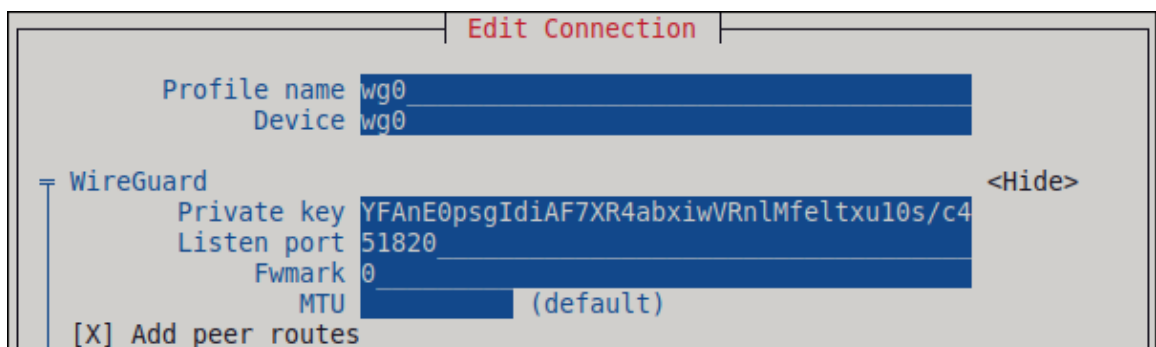 Edit Connection
Profile name wg0
Device wg0
WireGuard <Hide>
Private key YFAnE0psgIdiAF7XR4abxiwVRnlMfeltxu10s/c4
Listen port 51820
Fwmark 0
MTU (default)
[X] Add peer routes